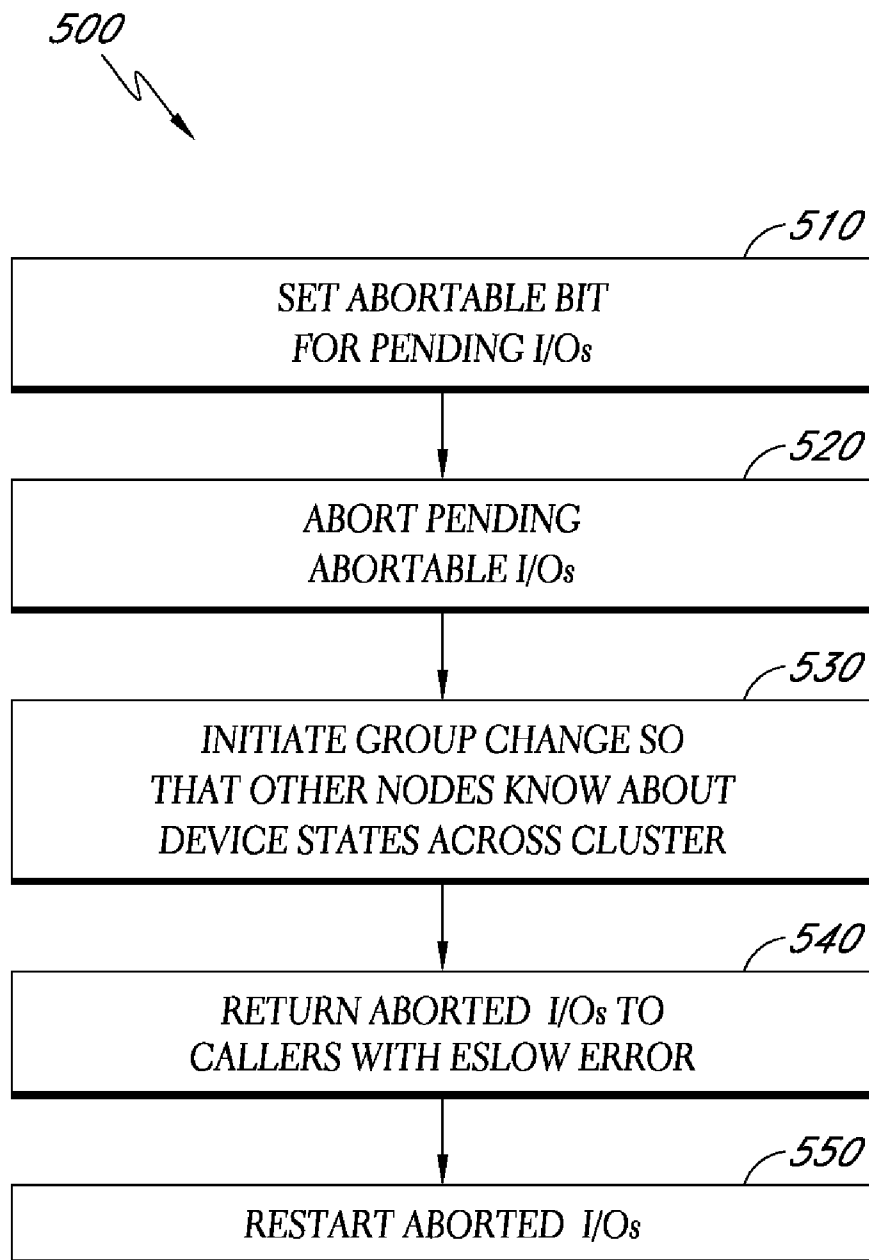 500
510
SET ABORTABLE BIT
FOR PENDING I/Os
520
ABORT PENDING
ABORTABLE I/Os
530
INITIATE GROUP CHANGE SO
THAT OTHER NODES KNOW ABOUT
DEVICE STATES ACROSS CLUSTER
540
RETURN ABORTED I/Os TO
CALLERS WITH ESLOW ERROR
550
RESTART ABORTED I/Os